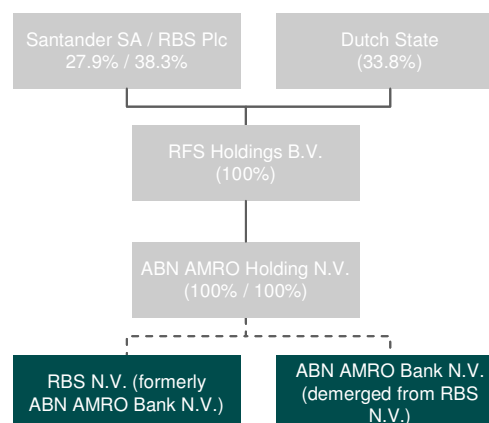 Santander SA / RBS Plc
27.9% / 38.3%
Dutch State
(33.8%)
RFS Holdings B.V.
(100%)
ABN AMRO Holding N.V.
(100% / 100%)
RBS N.V. (formerly
ABN AMRO Bank N.V.)
ABN AMRO Bank N.V.
(demerged from RBS
N.V.)